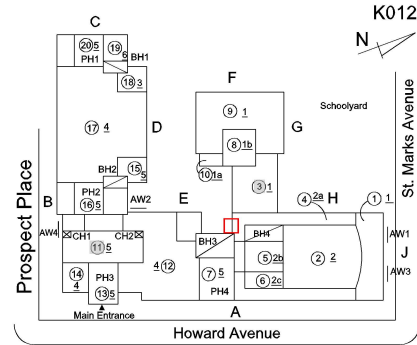 K012
C
N
20 5
19
6
BH1
PH1
18 3
F
St. Marks Avenue
Schoolyard
9 1
17 4
D
G
8 1b
BH2
15
5
10 1a
3 1
PH2
16 5
AW2
E
H
4 2a
1 1
B
Prospect Place
AW4
CH1
CH2
BH3
BH4
AW1
11 5
J
5 2b
2 2
4 12
7 5
AW3
14
4
PH3
6 2c
13 5
PH4
Main Entrance
A
Howard Avenue